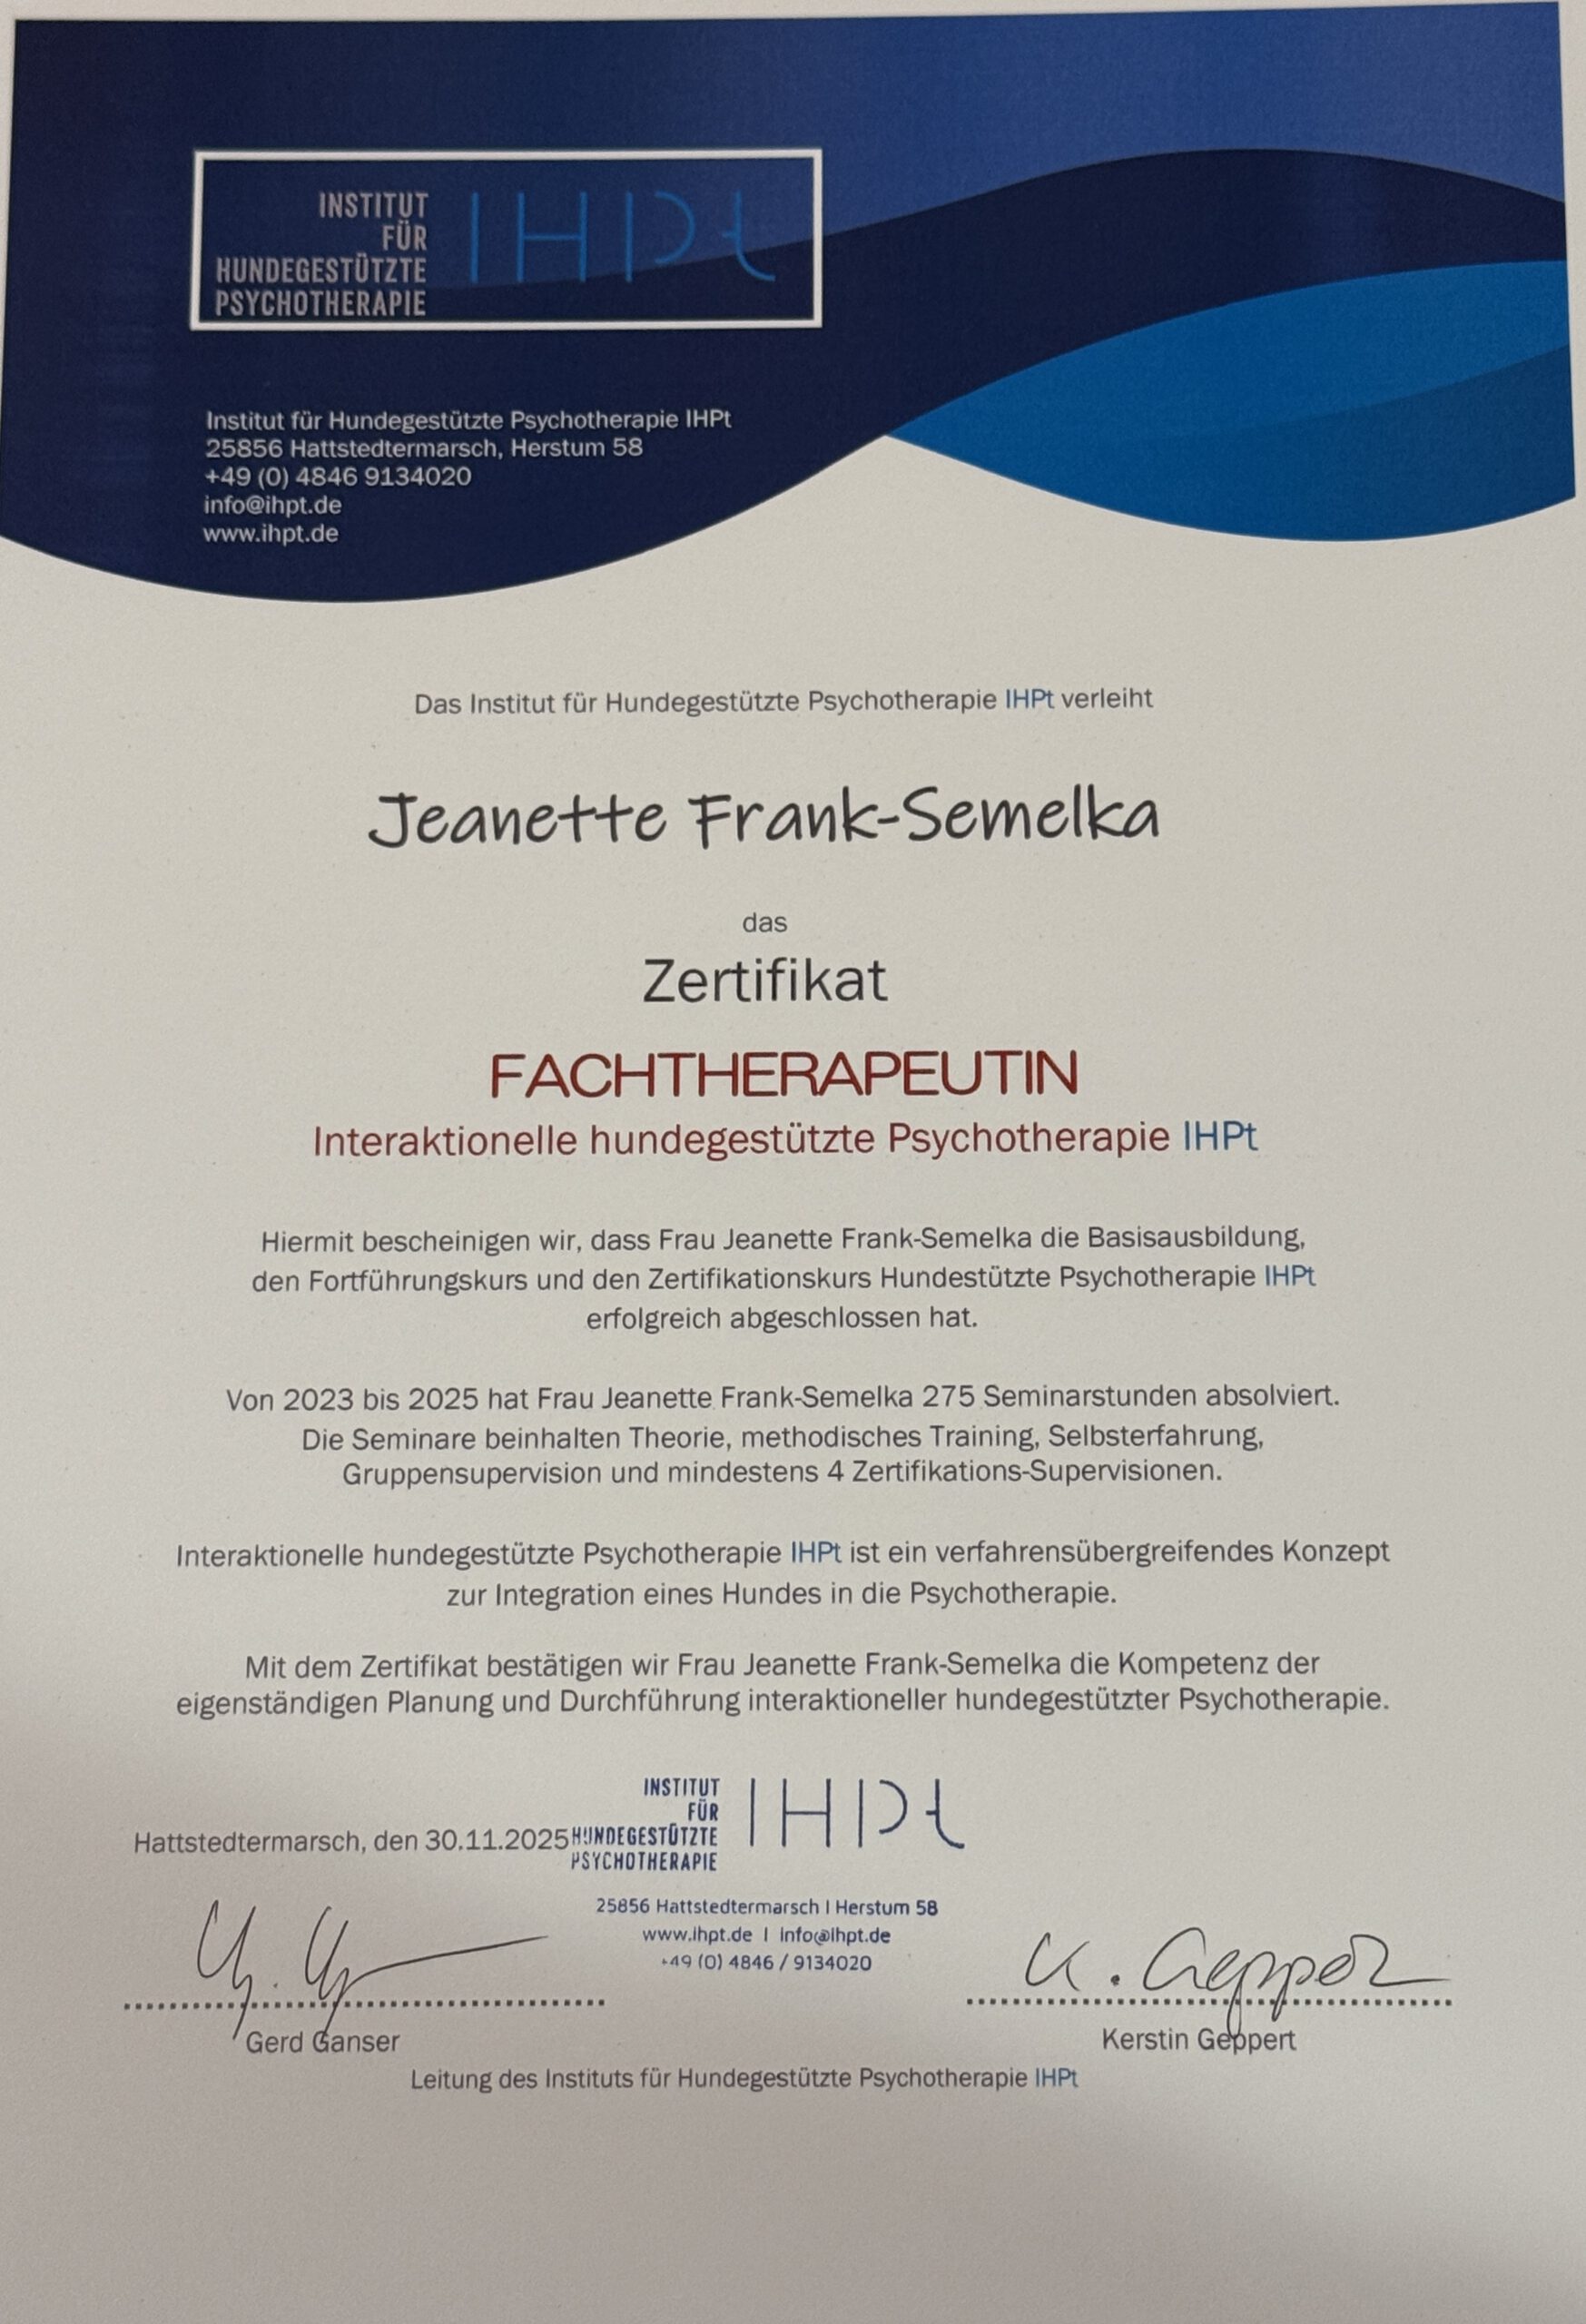 INSTITUT
FÜR
HUNDEGESTÜTZTE
PSYCHOTHERAPIE
IHPt
Institut für Hundegestützte Psychotherapie IHPt
25856 Hattstedtermarsch, Herstum 58
+49 (0) 4846 9134020
info@ihpt.de
www.ihpt.de
Das Institut für Hundegestützte Psychotherapie IHPt verleiht
Jeanette Frank-Semelka
das
Zertifikat
FACHTHERAPEUTIN
Interaktionelle hundegestützte Psychotherapie IHPt
Hiermit bescheinigen wir, dass Frau Jeanette Frank-Semelka die Basisausbildung,
den Fortführungskurs und den Zertifikationskurs Hundestützte Psychotherapie IHPt
erfolgreich abgeschlossen hat.
Von 2023 bis 2025 hat Frau Jeanette Frank-Semelka 275 Seminarstunden absolviert.
Die Seminare beinhalten Theorie, methodisches Training, Selbsterfahrung,
Gruppensupervision und mindestens 4 Zertifikations-Supervisionen.
Interaktionelle hundegestützte Psychotherapie IHPt ist ein verfahrensübergreifendes Konzept
zur Integration eines Hundes in die Psychotherapie.
Mit dem Zertifikat bestätigen wir Frau Jeanette Frank-Semelka die Kompetenz der
eigenständigen Planung und Durchführung interaktioneller hundegestützter Psychotherapie.
Hattstedtermarsch, den 30.11.2025
INSTITUT
FÜR
HUNDEGESTÜTZTE
PSYCHOTHERAPIE
IHPt
25856 Hattstedtermarsch I Herstum 58
www.ihpt.de I info@ihpt.de
+49 (0) 4846 / 9134020
K. Geppert
Gerd Ganser
Kerstin Geppert
Leitung des Instituts für Hundegestützte Psychotherapie IHPt